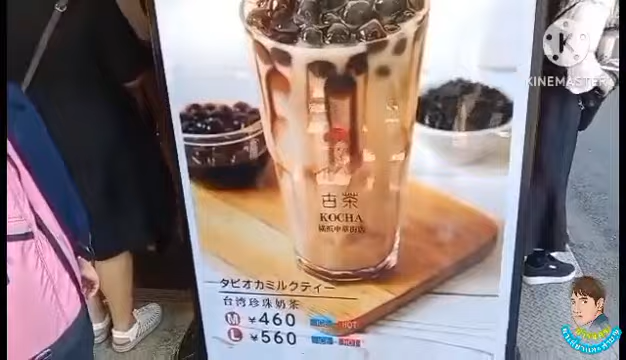 KINEMASTER
古茶
KOCHA
横浜中華街店
タピオカミルクティー
台湾珍珠奶茶
M ¥460 HOT
L ¥560 HOT